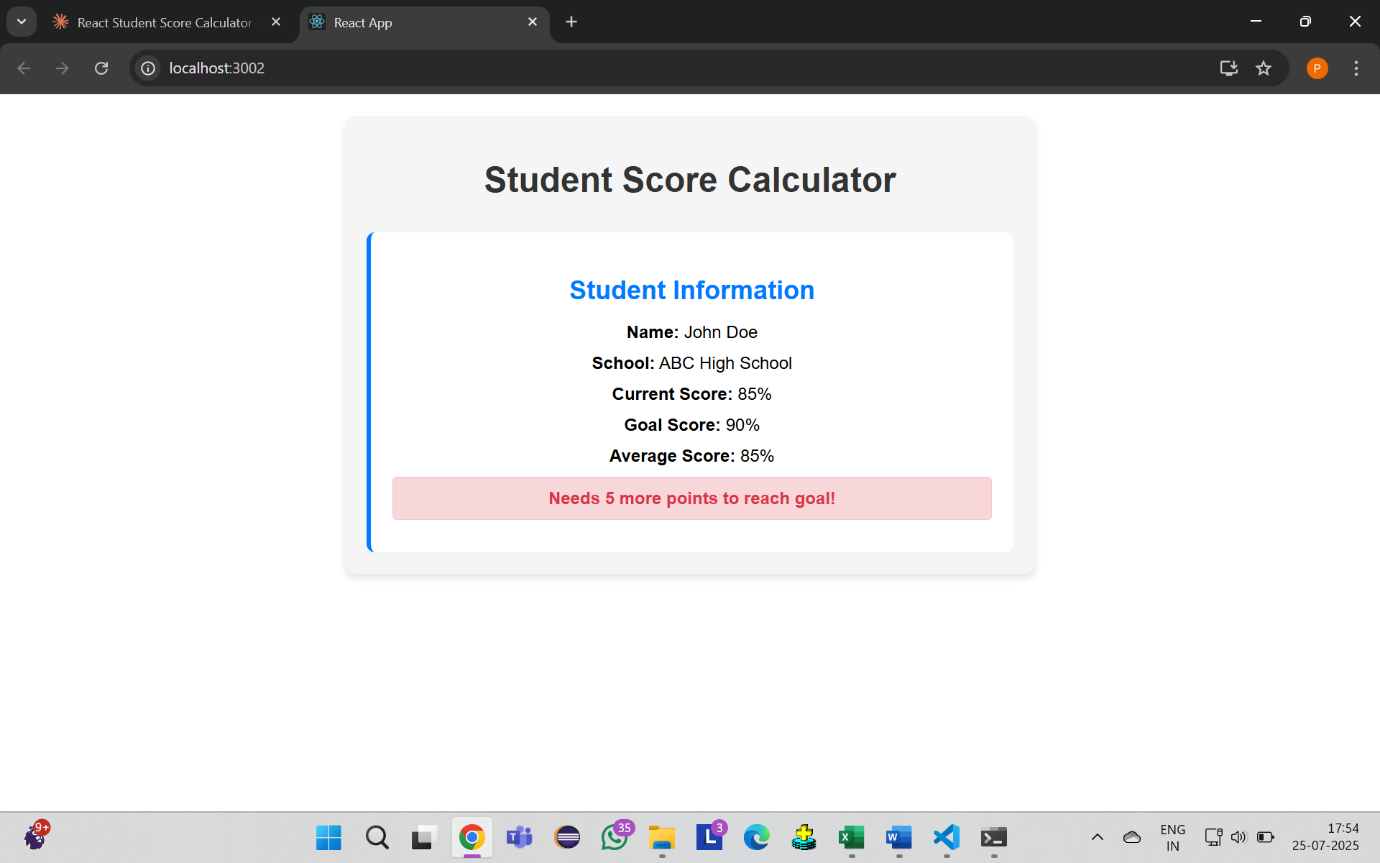 React Student Score Calculator
React App
localhost:3002
P
Student Score Calculator
Student Information
Name: John Doe
School: ABC High School
Current Score: 85%
Goal Score: 90%
Average Score: 85%
Needs 5 more points to reach goal!
9+
T
35
L
3
X
W
ENG
IN
17:54
25-07-2025